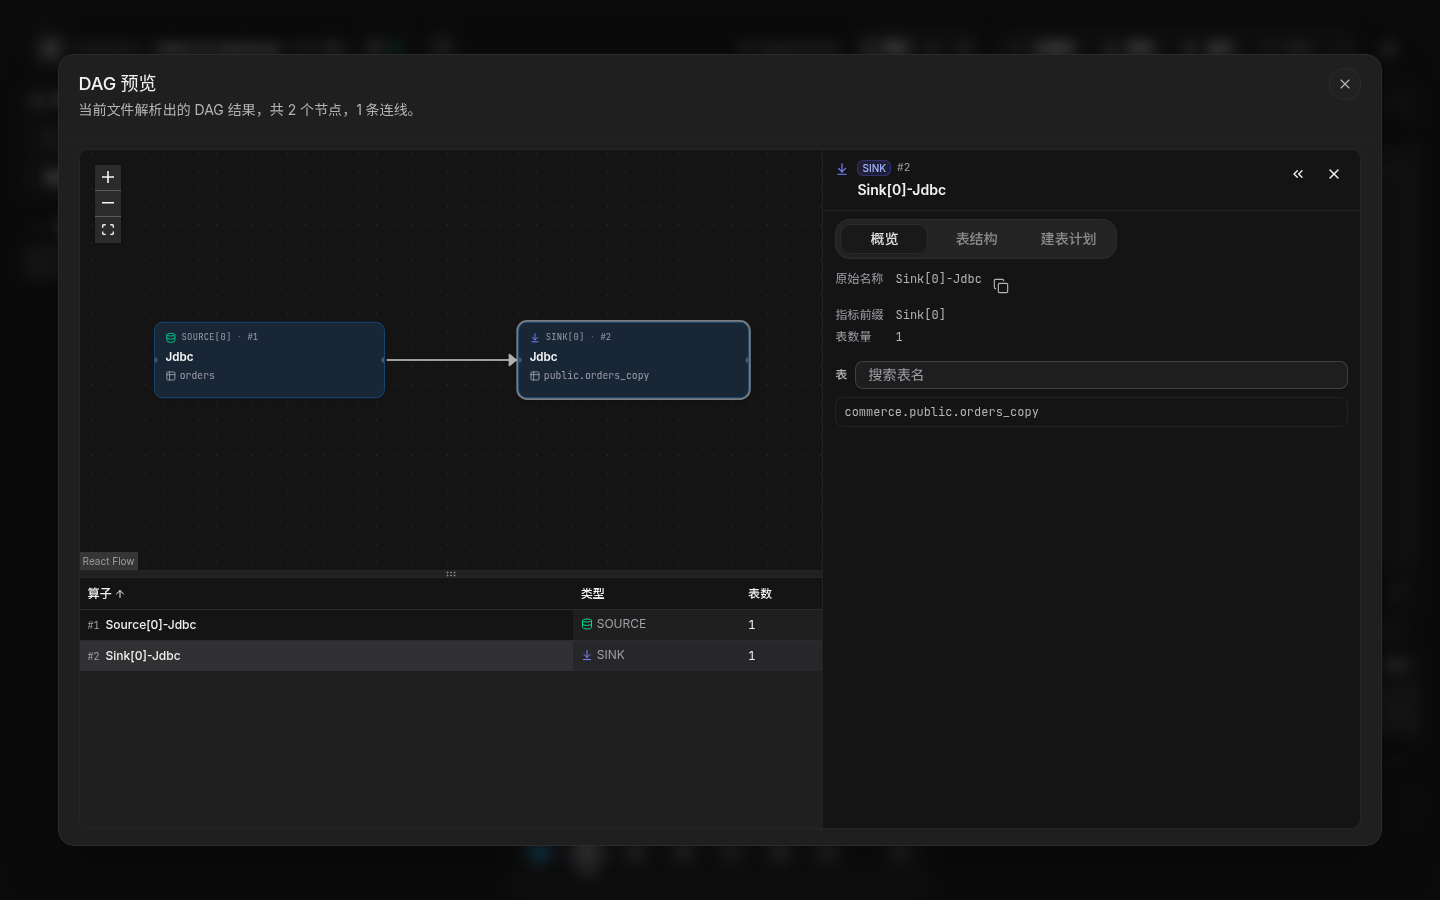 DAG 预览
当前文件解析出的 DAG 结果，共 2 个节点，1 条连线。
SOURCE[0] · #1
Jdbc
orders
SINK[0] · #2
Jdbc
public.orders_copy
React Flow
算子 类型 表数
#1 Source[0]-Jdbc SOURCE 1
#2 Sink[0]-Jdbc SINK 1
SINK #2
Sink[0]-Jdbc
概览 表结构 建表计划
原始名称 Sink[0]-Jdbc
指标前缀 Sink[0]
表数量 1
表 搜索表名
commerce.public.orders_copy